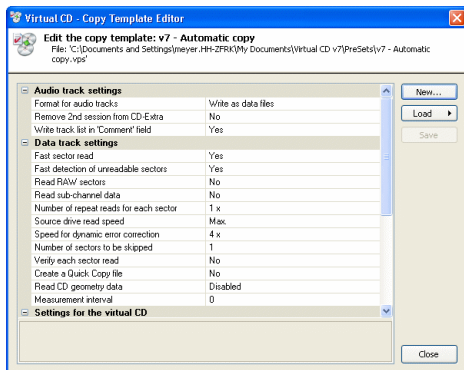 Virtual CD - Copy Template Editor
Edit the copy template: v7 - Automatic copy
File: 'C:\Documents and Settings\meyer.HH-ZFRK\My Documents\Virtual CD v7\PreSets\v7 - Automatic
copy.vps'
Audio track settings
Format for audio tracks Write as data files
Remove 2nd session from CD-Extra No
Write track list in 'Comment' field Yes
Data track settings
Fast sector read Yes
Fast detection of unreadable sectors Yes
Read RAW sectors No
Read sub-channel data No
Number of repeat reads for each sector 1 x
Source drive read speed Max.
Speed for dynamic error correction 4 x
Number of sectors to be skipped 1
Verify each sector read No
Create a Quick Copy file No
Read CD geometry data Disabled
Measurement interval 0
Settings for the virtual CD
New...
Load
Save
Close